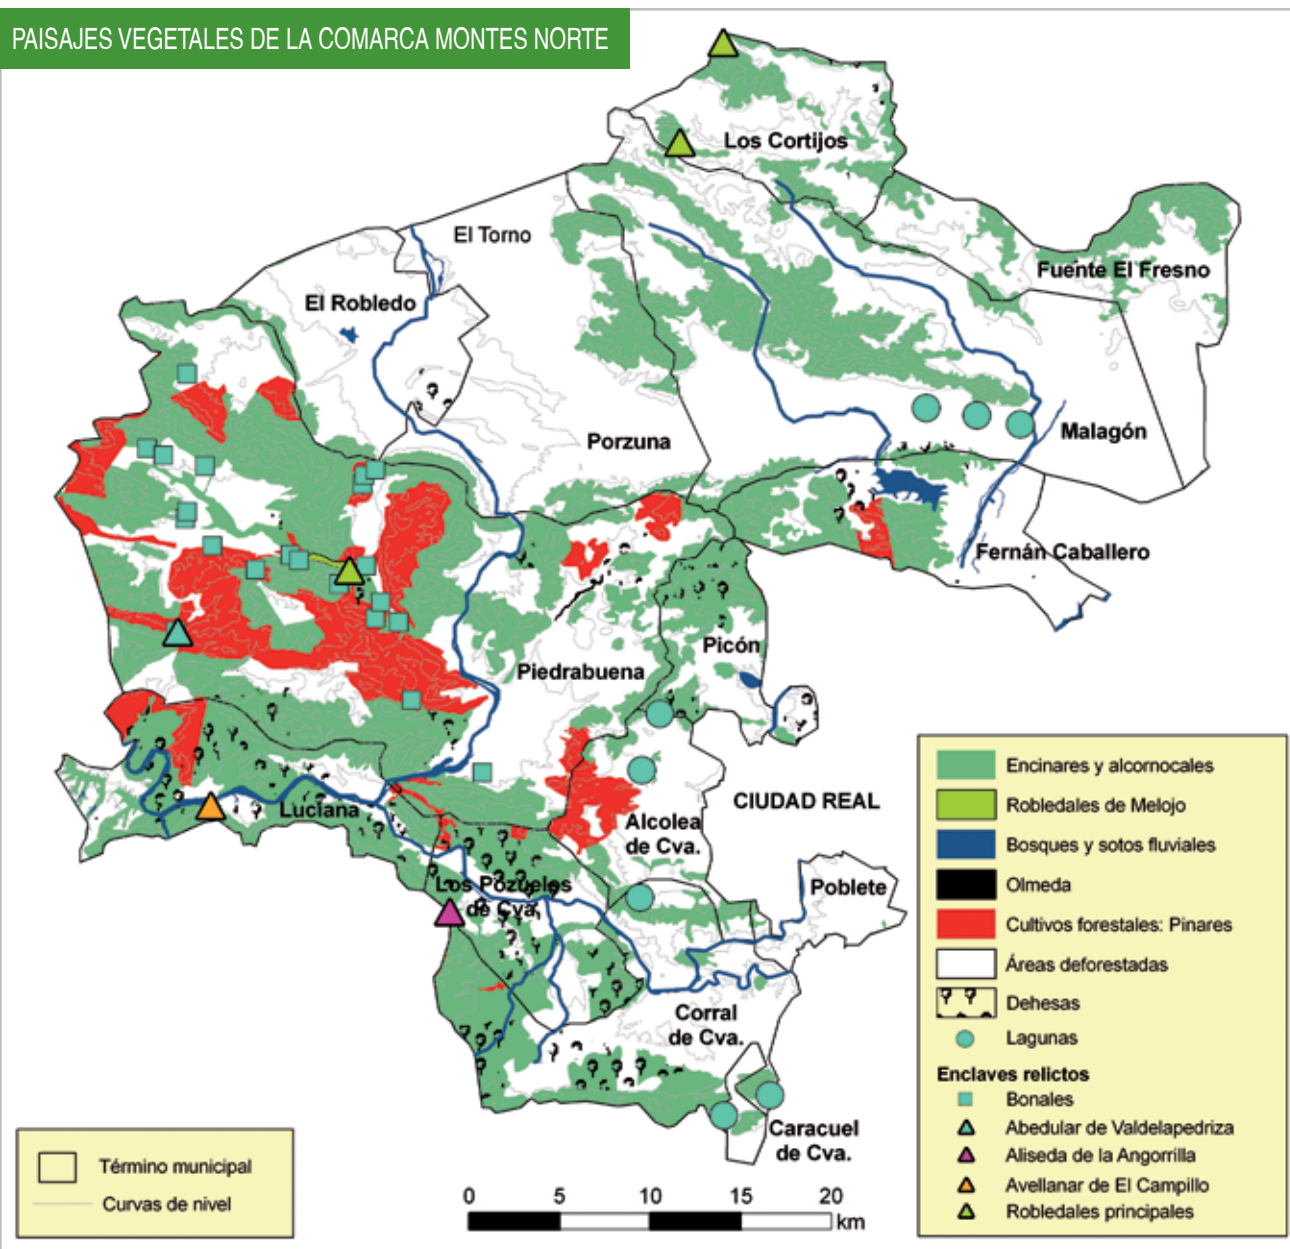 PAISAJES VEGETALES DE LA COMARCA MONTES NORTE
Los Cortijos
El Torno
Fuente El Fresno
El Robledo
Porzuna
Malagón
Fernán Caballero
Picón
Piedrabuena
CIUDAD REAL
Luciana
Alcolea
de Cva.
Los Pozuelos
de Cva.
Poblete
Corral
de Cva.
Caracuel
de Cva.
Encinares y alcornocales
Robledales de Melojo
Bosques y sotos fluviales
Olmeda
Cultivos forestales: Pinares
Áreas deforestadas
Dehesas
Lagunas
Enclaves relictos
Bonales
Abedular de Valdelapedriza
Aliseda de la Angorrilla
Avellanar de El Campillo
Robledales principales
Término municipal
Curvas de nivel
0 5 10 15 20
km